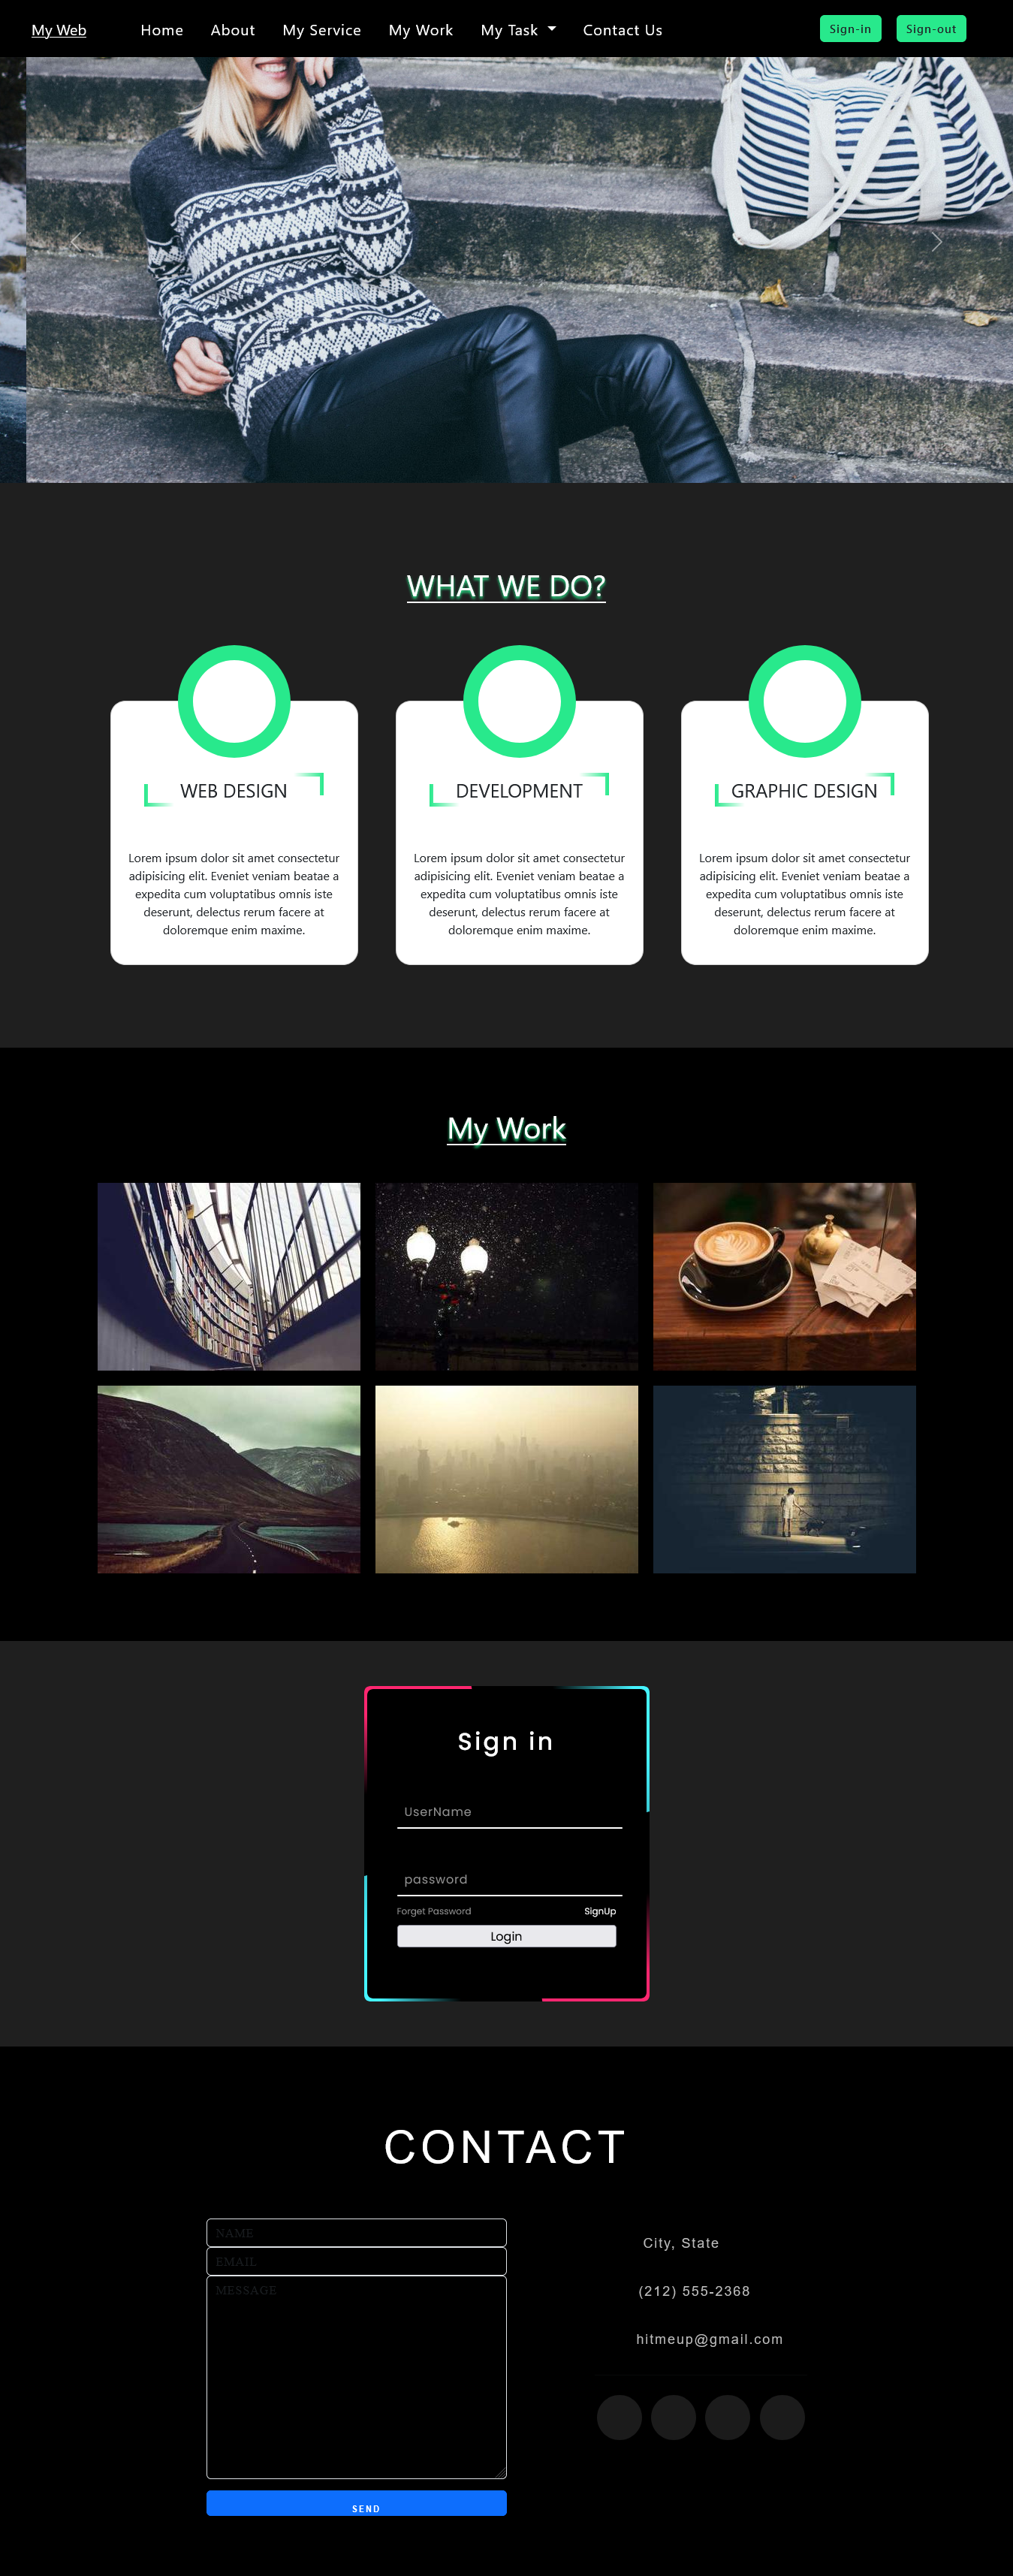 My Web Home About My Service My Work My Task Contact Us Sign-in Sign-out
WHAT WE DO?
WEB DESIGN
Lorem ipsum dolor sit amet consectetur
adipisicing elit. Eveniet veniam beatae a
expedita cum voluptatibus omnis iste
deserunt, delectus rerum facere at
doloremque enim maxime.
DEVELOPMENT
Lorem ipsum dolor sit amet consectetur
adipisicing elit. Eveniet veniam beatae a
expedita cum voluptatibus omnis iste
deserunt, delectus rerum facere at
doloremque enim maxime.
GRAPHIC DESIGN
Lorem ipsum dolor sit amet consectetur
adipisicing elit. Eveniet veniam beatae a
expedita cum voluptatibus omnis iste
deserunt, delectus rerum facere at
doloremque enim maxime.
My Work
Sign in
UserName
password
Forget Password SignUp
Login
CONTACT
NAME
EMAIL
MESSAGE
SEND
City, State
(212) 555-2368
hitmeup@gmail.com